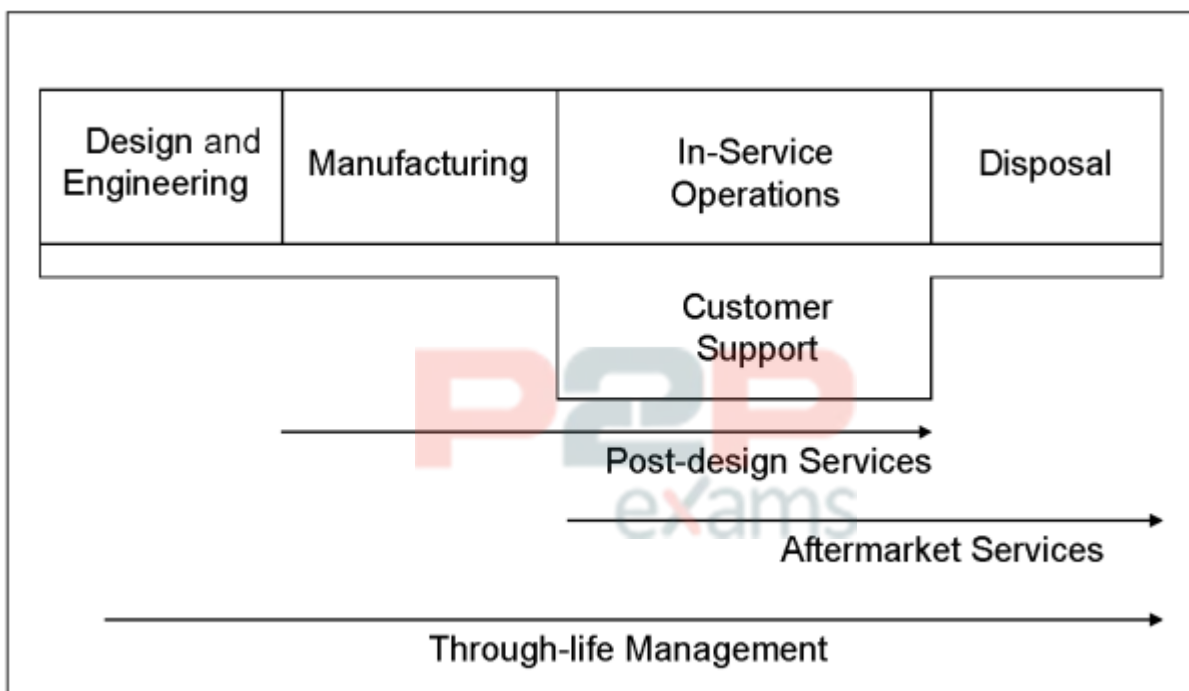 Design and
Engineering
Manufacturing
In-Service
Operations
Disposal
Customer
Support
P2P
exams
Post-design Services
Aftermarket Services
Through-life Management